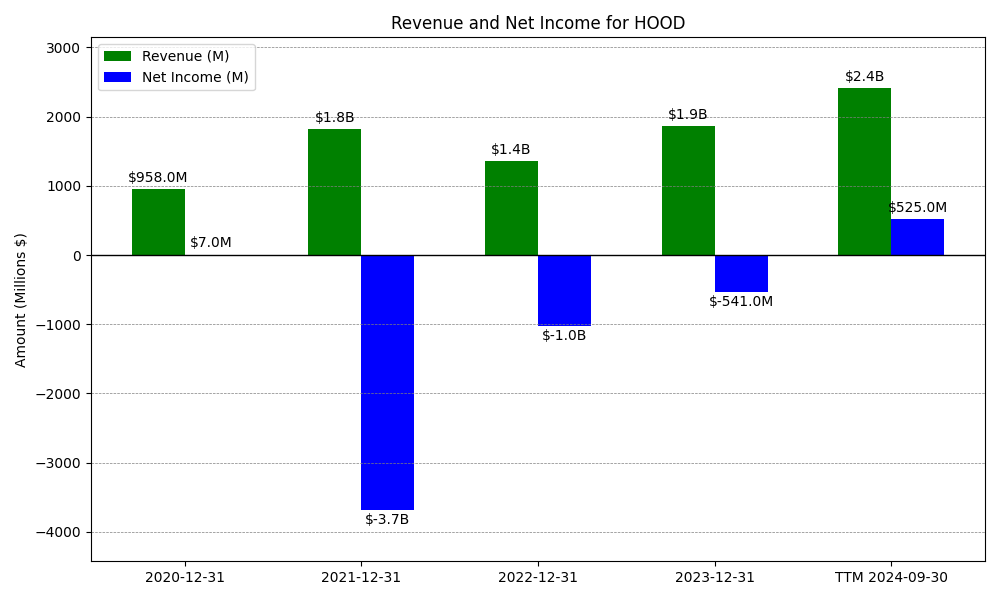 Revenue and Net Income for HOOD
Revenue (M)
Net Income (M)
Amount (Millions $)
3000
2000
1000
0
−1000
−2000
−3000
−4000
$958.0M
$7.0M
$1.8B
$-3.7B
$1.4B
$-1.0B
$1.9B
$-541.0M
$2.4B
$525.0M
2020-12-31
2021-12-31
2022-12-31
2023-12-31
TTM 2024-09-30